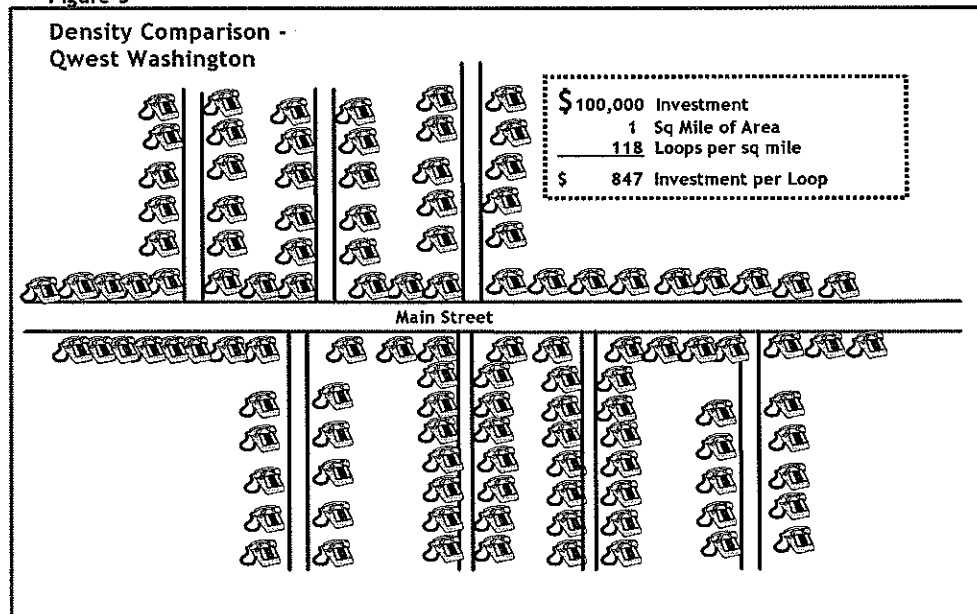 Density Comparison -
Qwest Washington
$100,000 Investment
1 Sq Mile of Area
118 Loops per sq mile
$ 847 Investment per Loop
Main Street